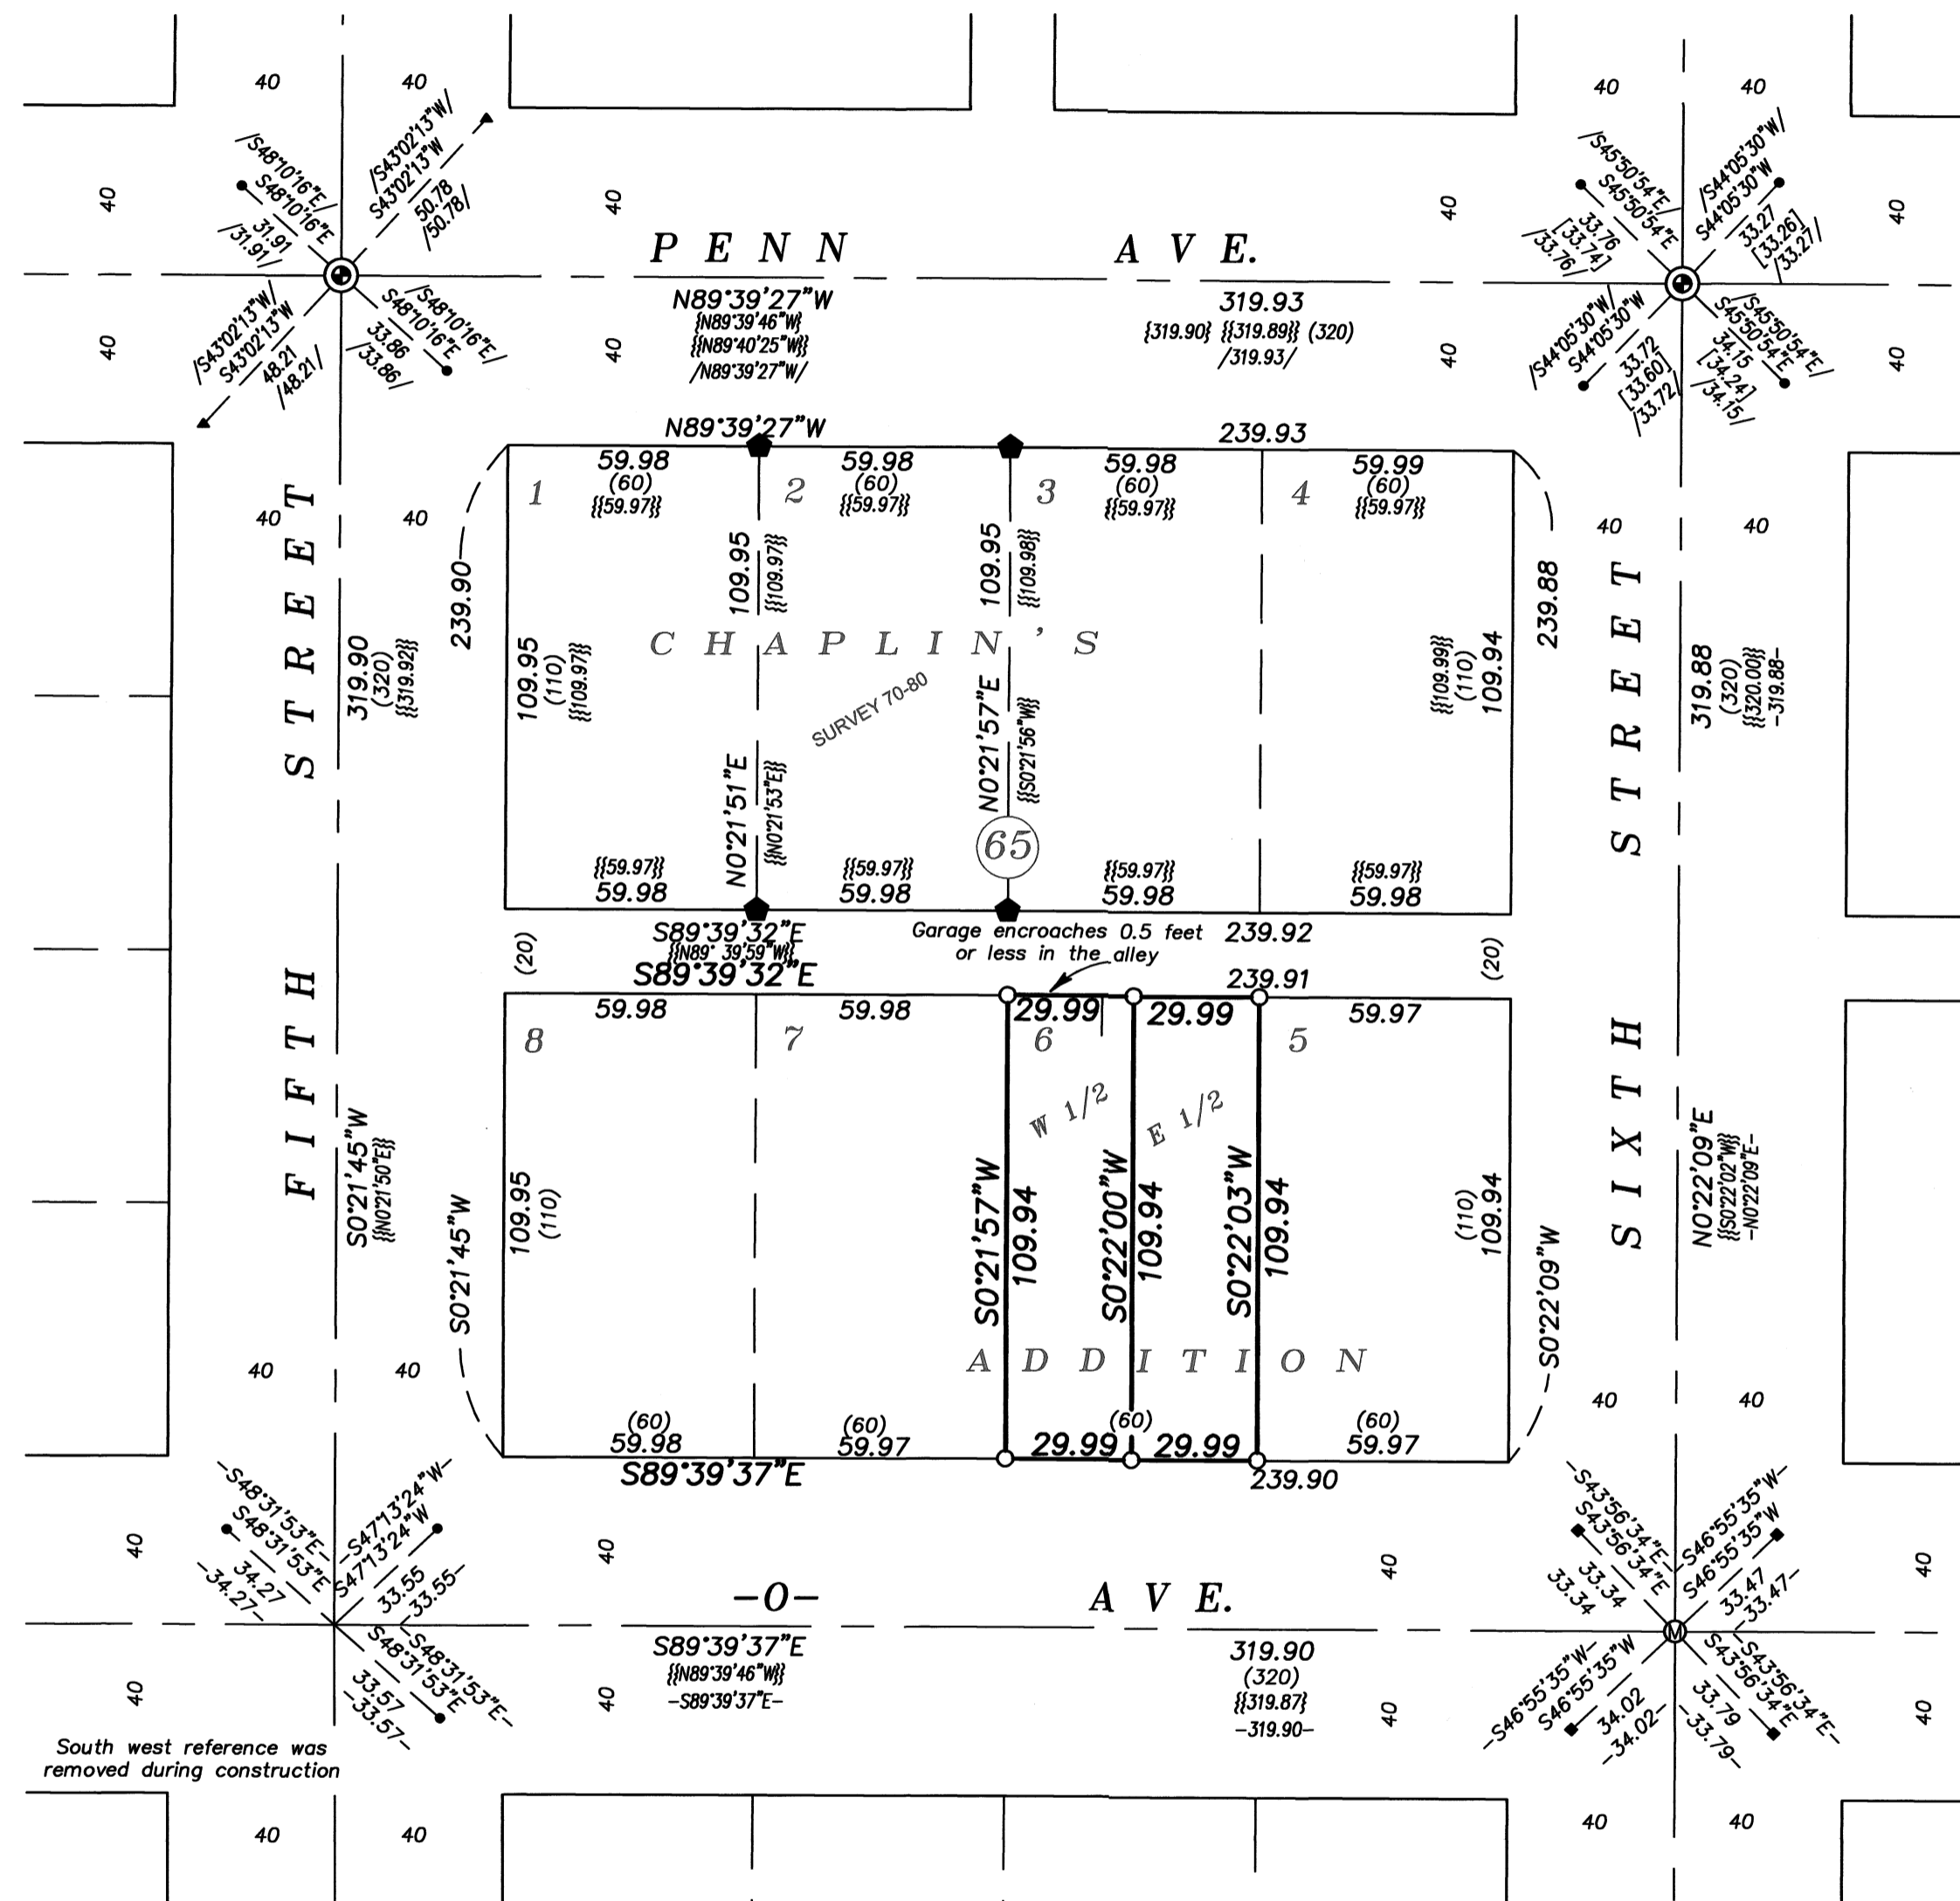 40
40
40
40
/S48°10'16"E/
S48°10'16"E
31.91
/31.91/
/S43°02'13"W/
S43°02'13"W
50.78
/50.78/
/S45°50'54"E/
S45°50'54"E
33.76
[33.74]
/33.76/
/S44°05'30"W/
S44°05'30"W
33.27
[33.26]
/33.27/
40
40
40
40
PENN AVE.
/S43°02'13"W/
S43°02'13"W
48.21
/48.21/
/S48°10'16"E/
S48°10'16"E
33.86
/33.86/
N89°39'27"W
{N89°39'46"W}
{{N89°40'25"W}}
/N89°39'27"W/
319.93
{319.90} {{319.89}} (320)
/319.93/
/S44°05'30"W/
S44°05'30"W
33.72
[33.60]
/33.72/
/S45°50'54"E/
S45°50'54"E
34.15
[34.24]
/34.15/
40
40
40
40
N89°39'27"W
239.93
59.98
(60)
{{59.97}}
59.98
(60)
{{59.97}}
59.98
(60)
{{59.97}}
59.99
(60)
{{59.97}}
1
2
3
4
40
40
40
40
FIFTH STREET
319.90
(320)
{{319.92}}
239.90
109.95
(110)
{{109.97}}
109.95
{{109.97}}
109.95
{{109.98}}
CHAPLIN'S
SURVEY 70-80
N0°21'51"E
{{N0°21'53"E}}
N0°21'57"E
{{S0°21'56"W}}
65
{{109.99}}
(110)
109.94
239.88
SIXTH STREET
319.88
(320)
{{320.00}}
-319.88-
{{59.97}}
59.98
{{59.97}}
59.98
{{59.97}}
59.98
{{59.97}}
59.98
(20)
S89°39'32"E
{{N89° 39'59"W}}
S89°39'32"E
Garage encroaches 0.5 feet
or less in the alley
239.92
239.91
(20)
59.98
59.98
29.99
29.99
59.97
8
7
6
5
W 1/2
E 1/2
S0°21'45"W
{{N0°21'50"E}}
S0°21'45"W
109.95
(110)
S0°21'57"W
109.94
S0°22'00"W
109.94
S0°22'03"W
109.94
(110)
109.94
S0°22'09"W
N0°22'09"E
{{S0°22'02"W}}
-N0°22'09"E-
ADDITION
40
40
40
40
(60)
59.98
(60)
59.97
(60)
29.99
29.99
(60)
59.97
S89°39'37"E
239.90
-S48°31'53"E-
S48°31'53"E
34.27
-34.27-
-S47°13'24"W-
S47°13'24"W
33.55
-33.55-
-S43°56'34"E-
S43°56'34"E
33.34
33.34
-S46°55'35"W-
S46°55'35"W
33.47
-33.47-
40
40
40
40
-O- AVE.
S89°39'37"E
{{N89°39'46"W}}
-S89°39'37"E-
319.90
(320)
{{319.87}
-319.90-
-S48°31'53"E-
S48°31'53"E
33.57
-33.57-
M
-S46°55'35"W-
S46°55'35"W
34.02
-34.02-
-S43°56'34"E-
S43°56'34"E
33.79
-33.79-
40
40
40
40
South west reference was
removed during construction
40
40
40
40